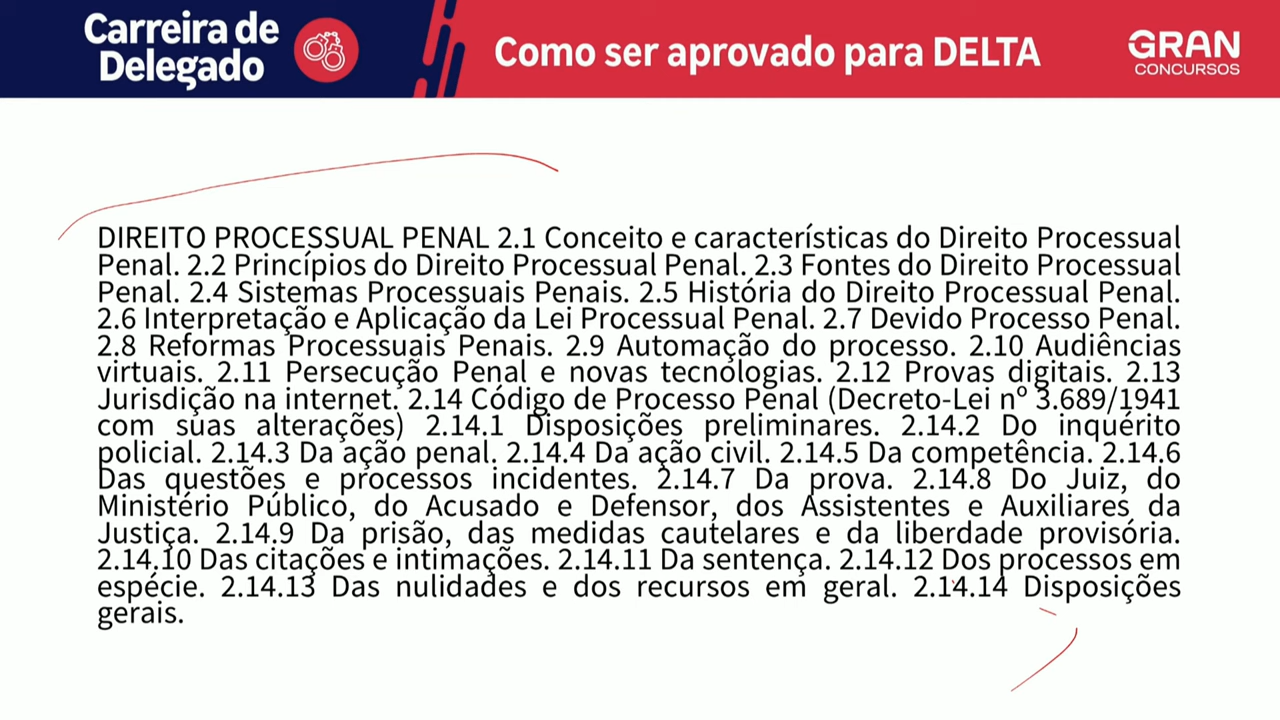 Carreira de
Delegado
Como ser aprovado para DELTA
GRAN
CONCURSOS
DIREITO PROCESSUAL PENAL 2.1 Conceito e características do Direito Processual
Penal. 2.2 Princípios do Direito Processual Penal. 2.3 Fontes do Direito Processual
Penal. 2.4 Sistemas Processuais Penais. 2.5 História do Direito Processual Penal.
2.6 Interpretação e Aplicação da Lei Processual Penal. 2.7 Devido Processo Penal.
2.8 Reformas Processuais Penais. 2.9 Automação do processo. 2.10 Audiências
virtuais. 2.11 Persecução Penal e novas tecnologias. 2.12 Provas digitais. 2.13
Jurisdição na internet. 2.14 Código de Processo Penal (Decreto-Lei nº 3.689/1941
com suas alterações) 2.14.1 Disposições preliminares. 2.14.2 Do inquérito
policial. 2.14.3 Da ação penal. 2.14.4 Da ação civil. 2.14.5 Da competência. 2.14.6
Das questões e processos incidentes. 2.14.7 Da prova. 2.14.8 Do Juiz, do
Ministério Público, do Acusado e Defensor, dos Assistentes e Auxiliares da
Justiça. 2.14.9 Da prisão, das medidas cautelares e da liberdade provisória.
2.14.10 Das citações e intimações. 2.14.11 Da sentença. 2.14.12 Dos processos em
espécie. 2.14.13 Das nulidades e dos recursos em geral. 2.14.14 Disposições
gerais.